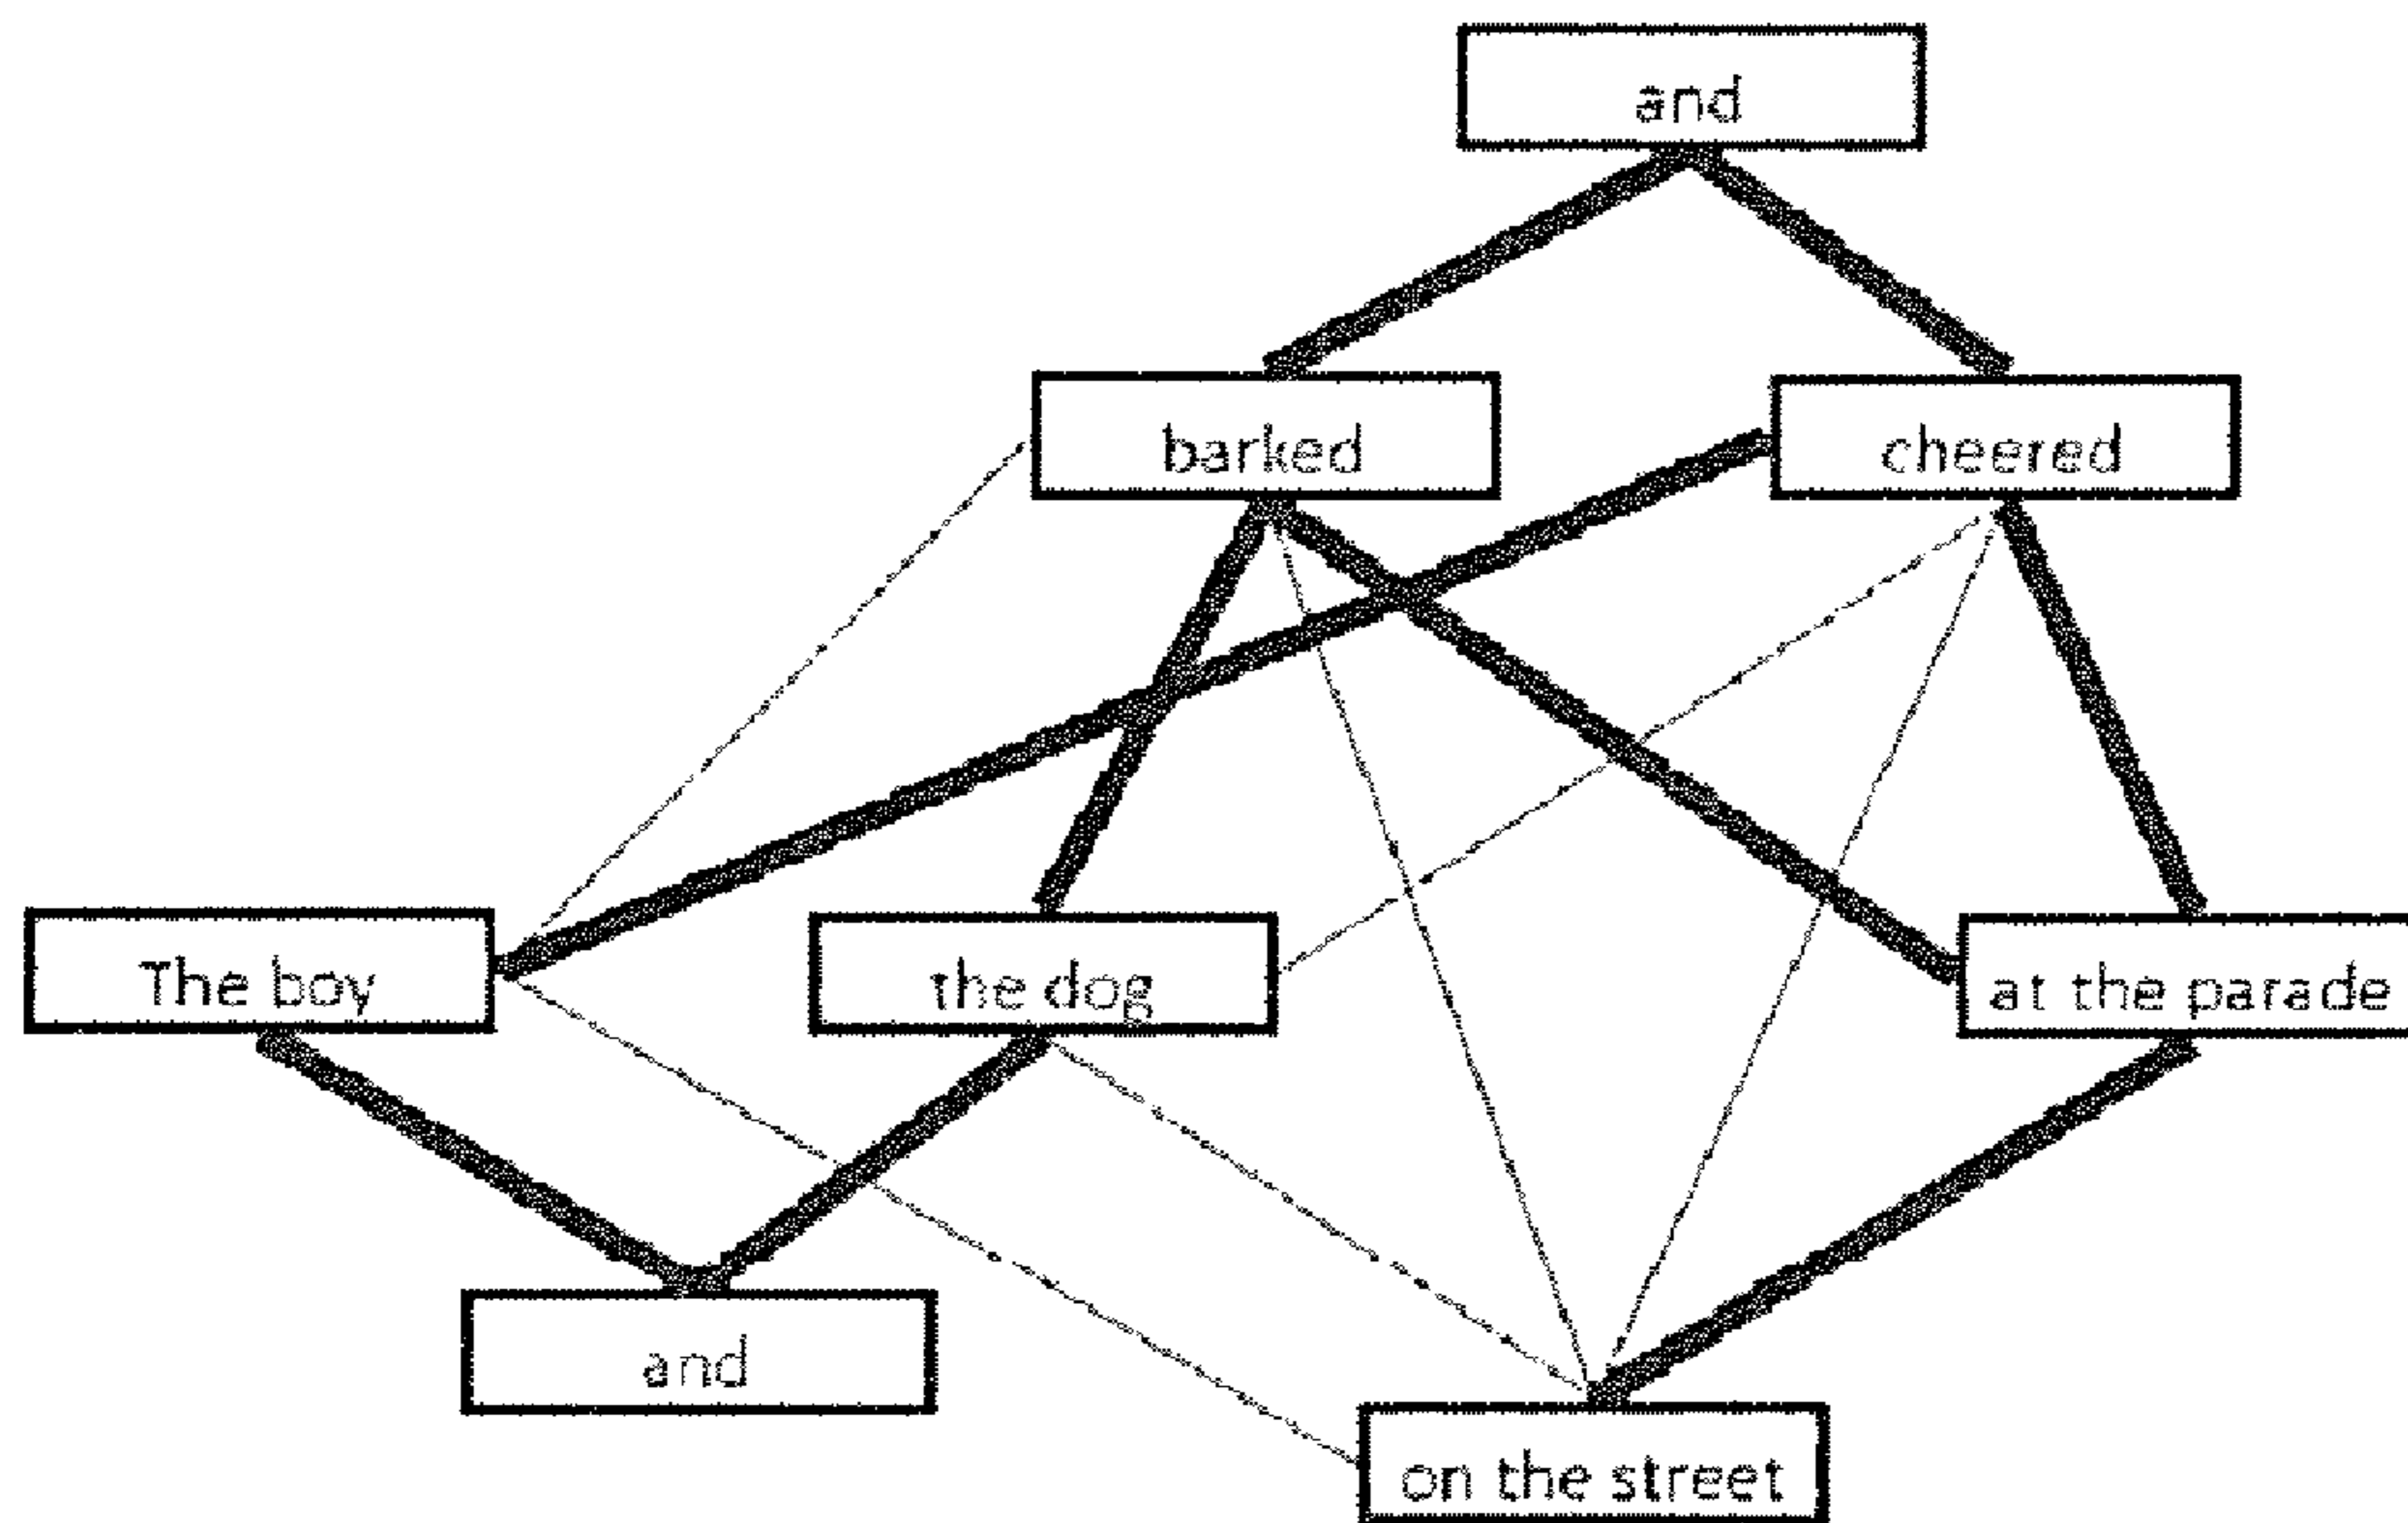 and
barked
cheered
The boy
the dog
at the parade
and
on the street